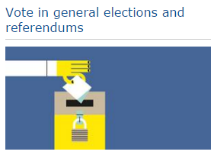 Vote in general elections and
referendums